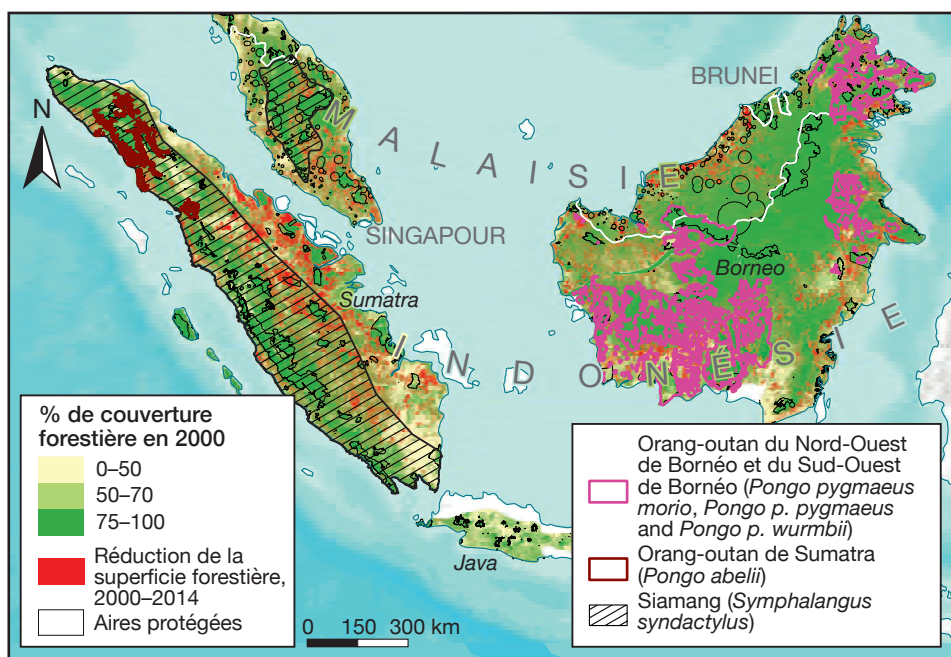 N
BRUNEI
MALAISIE
SINGAPOUR
Borneo
Sumatra
INDONÉSIE
Java
% de couverture
forestière en 2000
0–50
50–70
75–100
Réduction de la
superficie forestière,
2000–2014
Aires protégées
0 150 300 km
Orang-outan du Nord-Ouest
de Bornéo et du Sud-Ouest
de Bornéo (Pongo pygmaeus
morio, Pongo p. pygmaeus
and Pongo p. wurmbii)
Orang-outan de Sumatra
(Pongo abelii)
Siamang (Symphalangus
syndactylus)